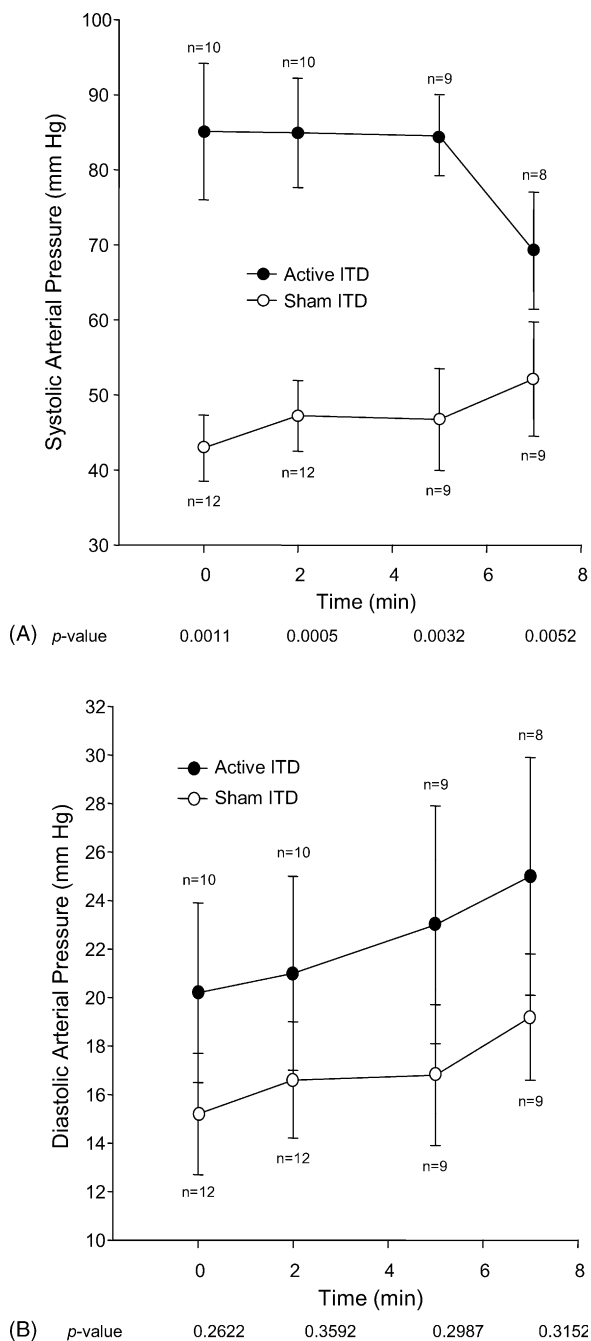 100
n=10
n=10
n=9
90
80
n=8
70
Active ITD
Sham ITD
60
50
40
n=12
n=12
n=9
n=9
30
Systolic Arterial Pressure (mm Hg)
0 2 4 6 8
Time (min)
(A) p-value 0.0011 0.0005 0.0032 0.0052
32
n=8
30
Active ITD
n=9
28
Sham ITD
26
n=10
n=10
24
22
20
18
16
n=9
14
n=12
n=9
12
n=12
10
Diastolic Arterial Pressure (mm Hg)
0 2 4 6 8
Time (min)
(B) p-value 0.2622 0.3592 0.2987 0.3152